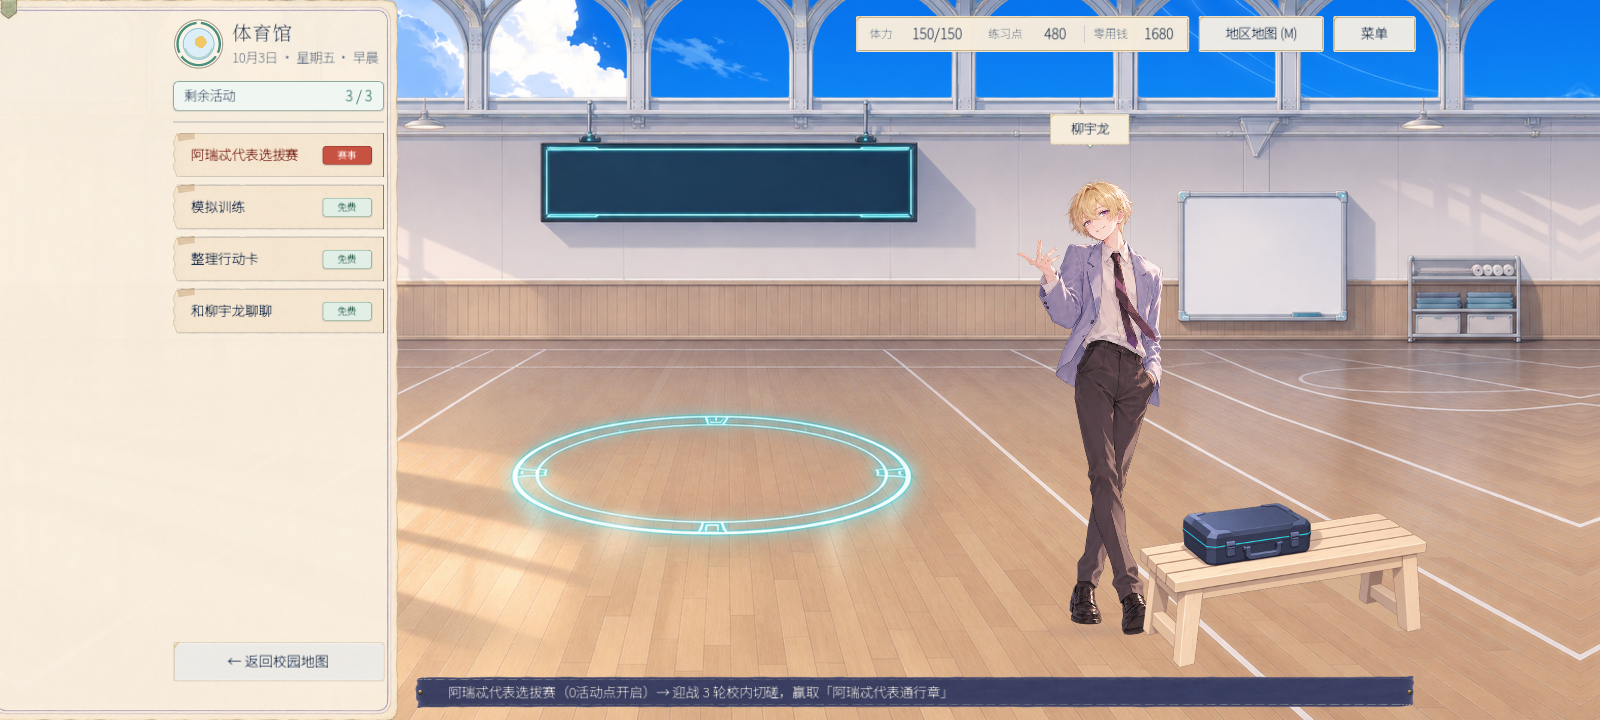 体育馆
10月3日 · 星期五 · 早晨
剩余活动 3 / 3
阿瑞忒代表选拔赛 赛事
模拟训练 免费
整理行动卡 免费
和柳宇龙聊聊 免费
← 返回校园地图
体力 150/150 练习点 480 零用钱 1680
地区地图 (M)
菜单
柳宇龙
阿瑞忒代表选拔赛（0活动点开启）→ 迎战 3 轮校内切磋，赢取「阿瑞忒代表通行章」